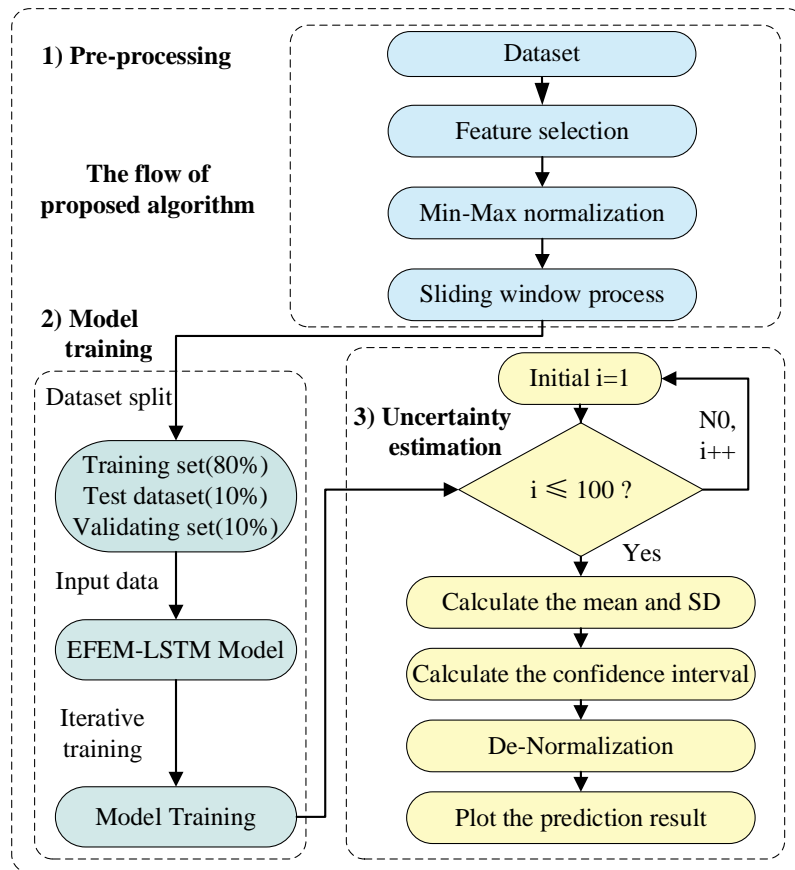 1) Pre-processing
Dataset
Feature selection
The flow of
proposed algorithm
Min-Max normalization
Sliding window process
2) Model
training
Dataset split
Training set(80%)
Test dataset(10%)
Validating set(10%)
Input data
EFEM-LSTM Model
Iterative
training
Model Training
3) Uncertainty
estimation
Initial i=1
N0,
i++
i ≤ 100 ?
Yes
Calculate the mean and SD
Calculate the confidence interval
De-Normalization
Plot the prediction result